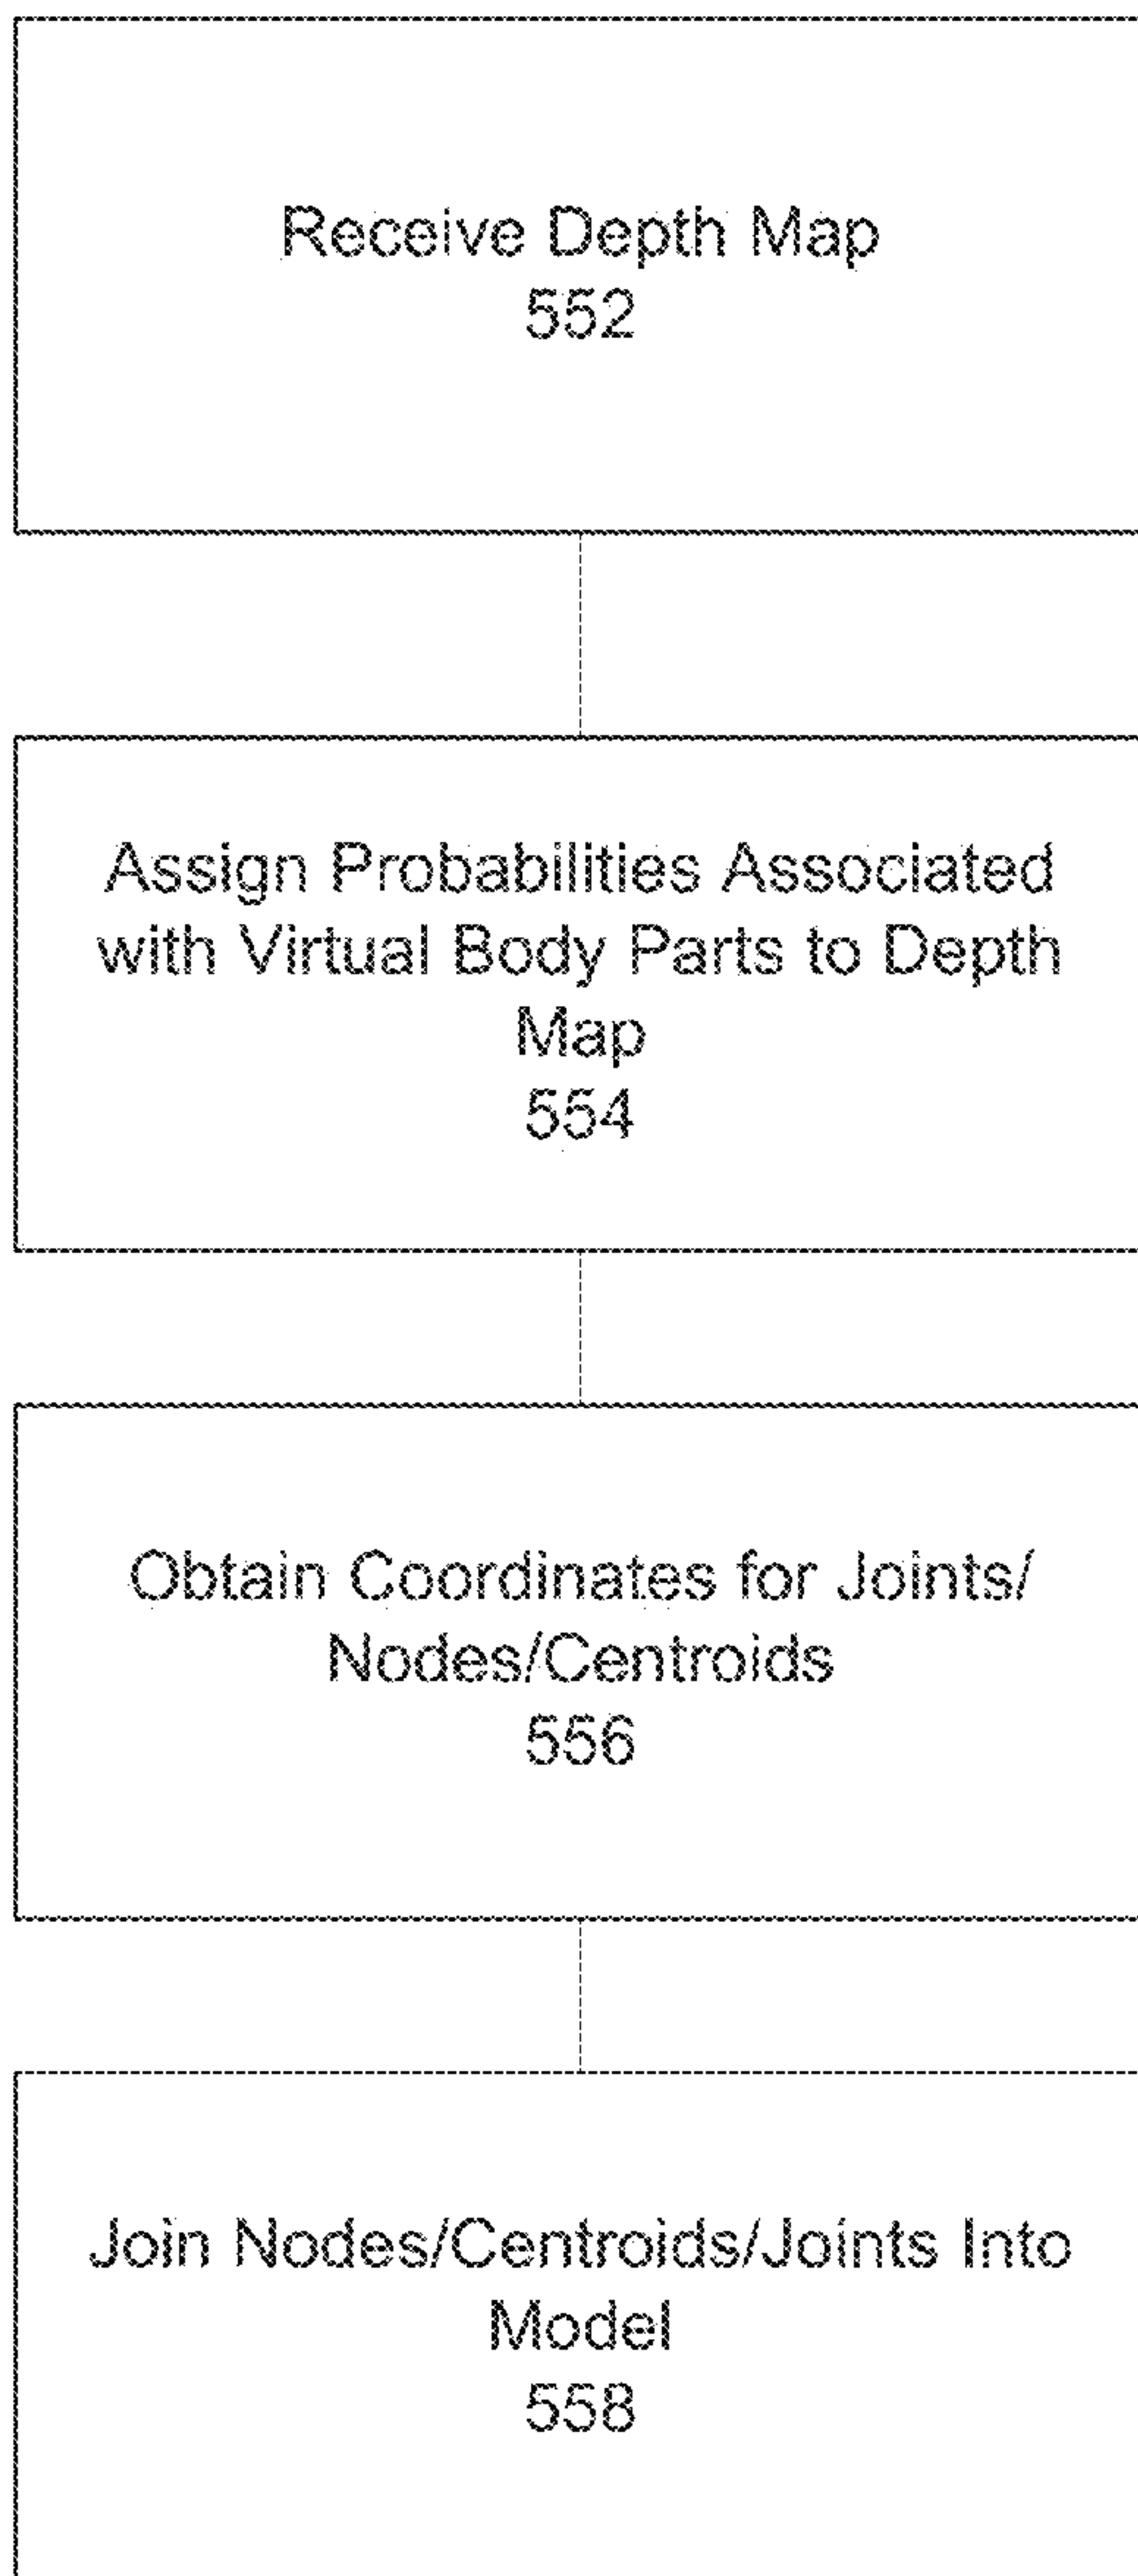 Receive Depth Map
552
Assign Probabilities Associated
with Virtual Body Parts to Depth
Map
554
Obtain Coordinates for Joints/
Nodes/Centroids
556
Join Nodes/Centroids/Joints Into
Model
558